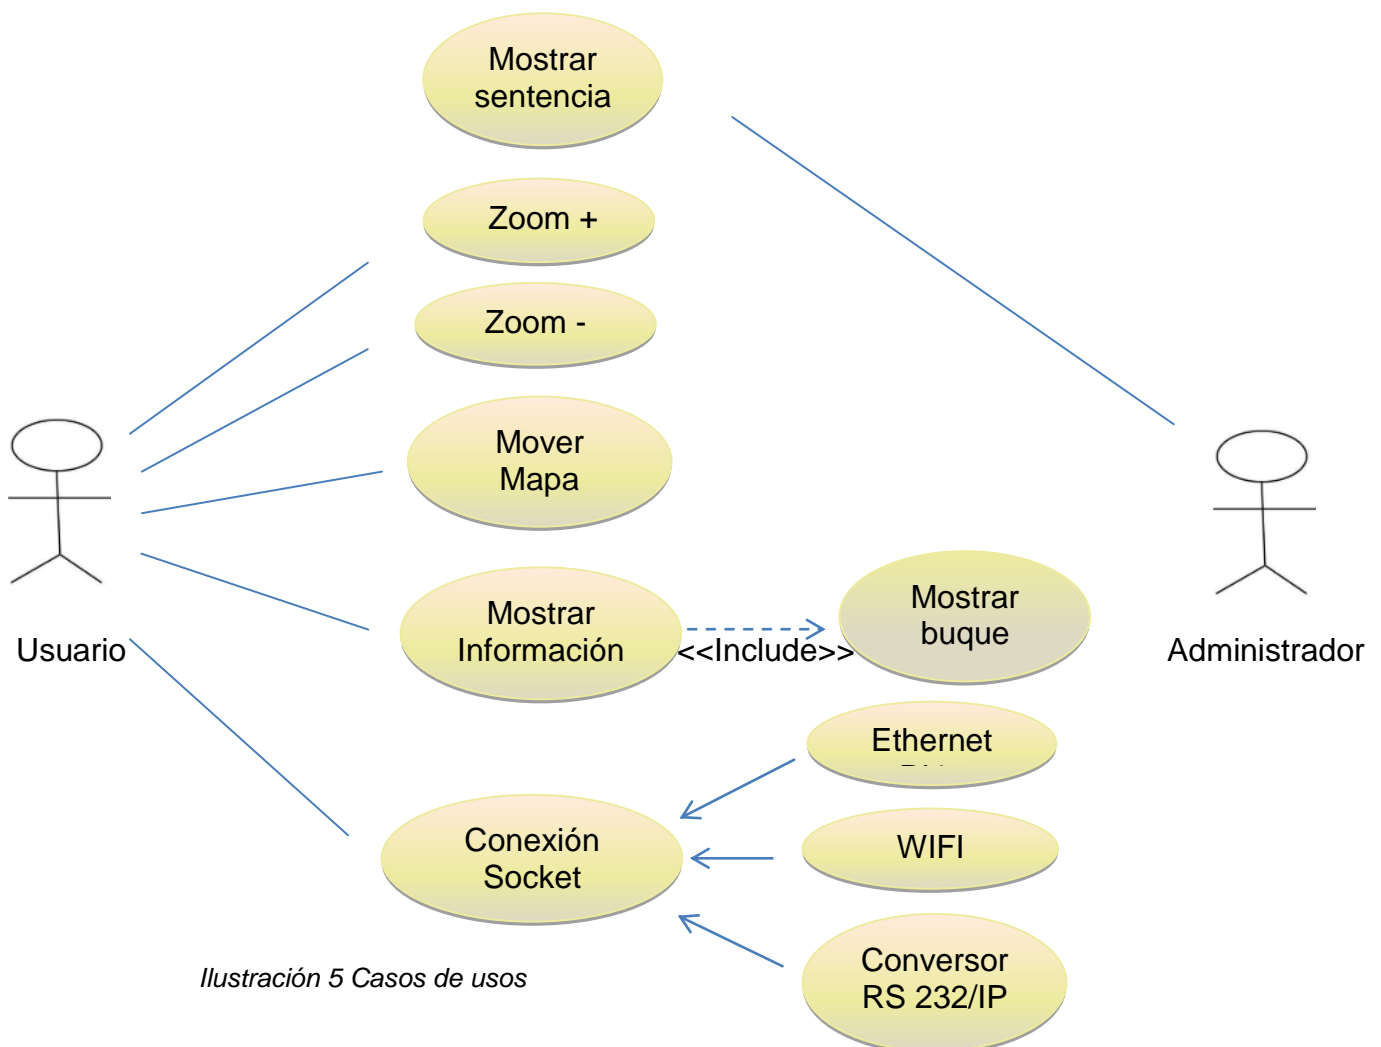 Mostrar
sentencia
Zoom +
Zoom -
Mover
Mapa
Mostrar
Información
<<Include>>
Mostrar
buque
Usuario
Administrador
Ethernet
Conexión
Socket
WIFI
Conversor
RS 232/IP
Ilustración 5 Casos de usos